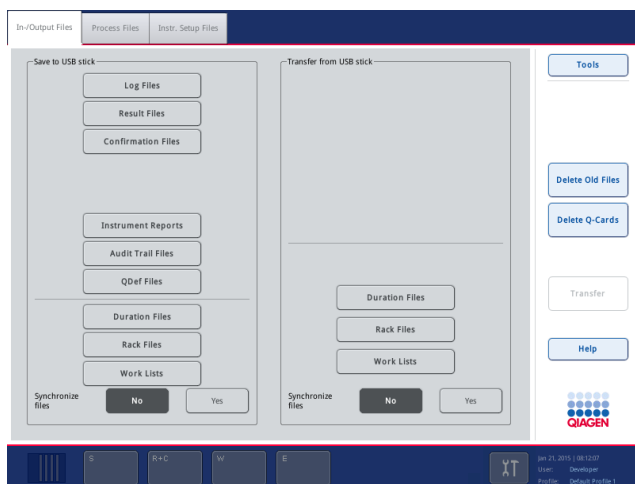 In-/Output Files
Process Files
Instr. Setup Files
Save to USB stick
Log Files
Result Files
Confirmation Files
Instrument Reports
Audit Trail Files
QDef Files
Duration Files
Rack Files
Work Lists
Synchronize
files
No
Yes
Transfer from USB stick
Duration Files
Rack Files
Work Lists
Synchronize
files
No
Yes
Tools
Delete Old Files
Delete Q-Cards
Transfer
Help
QIAGEN
S
R+C
W
E
Jan 21, 2015 | 08:12:07
User: Developer
Profile: Default Profile 1